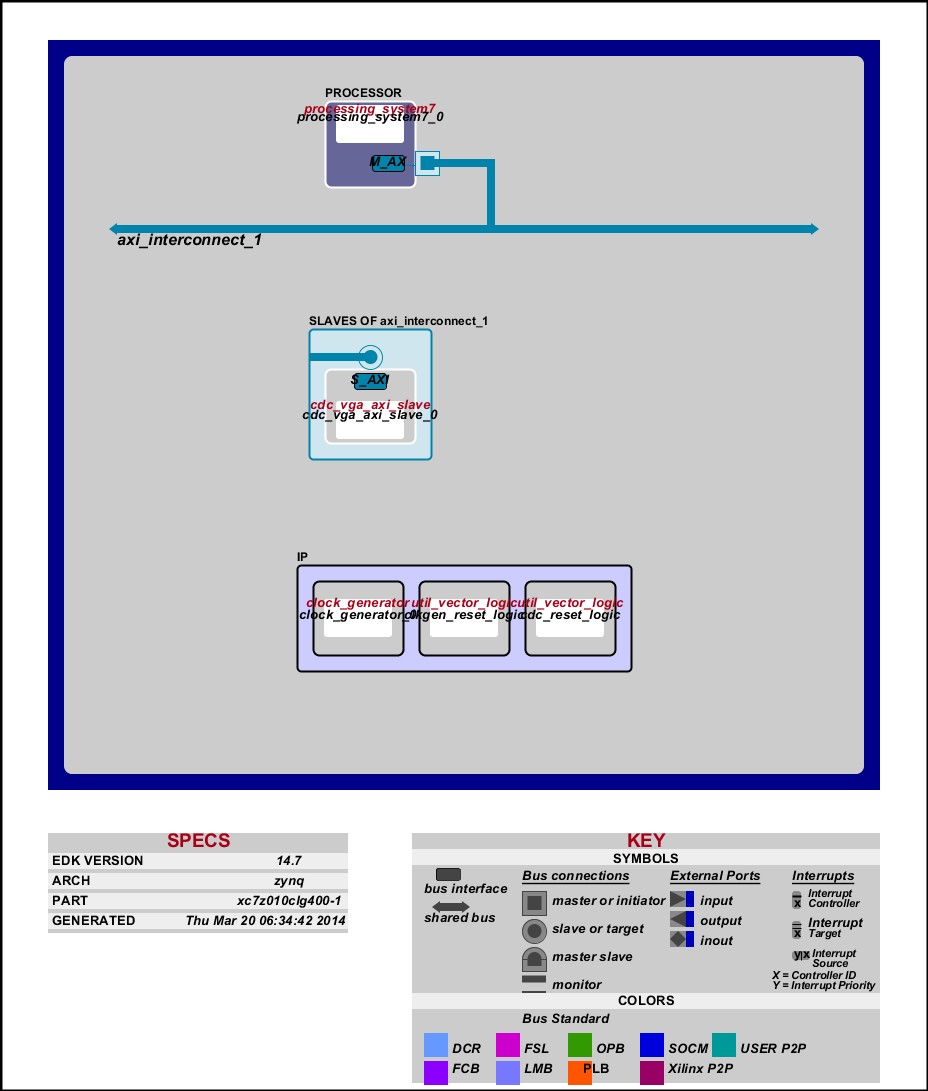 PROCESSOR
processing_system7
processing_system7_0
M_AX
axi_interconnect_1
SLAVES OF axi_interconnect_1
S_AXI
cdc_vga_axi_slave
cdc_vga_axi_slave_0
IP
clock_generator util_vector_logic util_vector_logic
clock_generator_0 clkgen_reset_logic cdc_reset_logic
SPECS
EDK VERSION 14.7
ARCH zynq
PART xc7z010clg400-1
GENERATED Thu Mar 20 06:34:42 2014
KEY
SYMBOLS
bus interface
shared bus
Bus connections
master or initiator
slave or target
master slave
monitor
External Ports
input
output
inout
Interrupts
x Interrupt
Controller
x Interrupt
Target
y x Interrupt
Source
X = Controller ID
Y = Interrupt Priority
COLORS
Bus Standard
DCR FSL OPB SOCM USER P2P
FCB LMB PLB Xilinx P2P